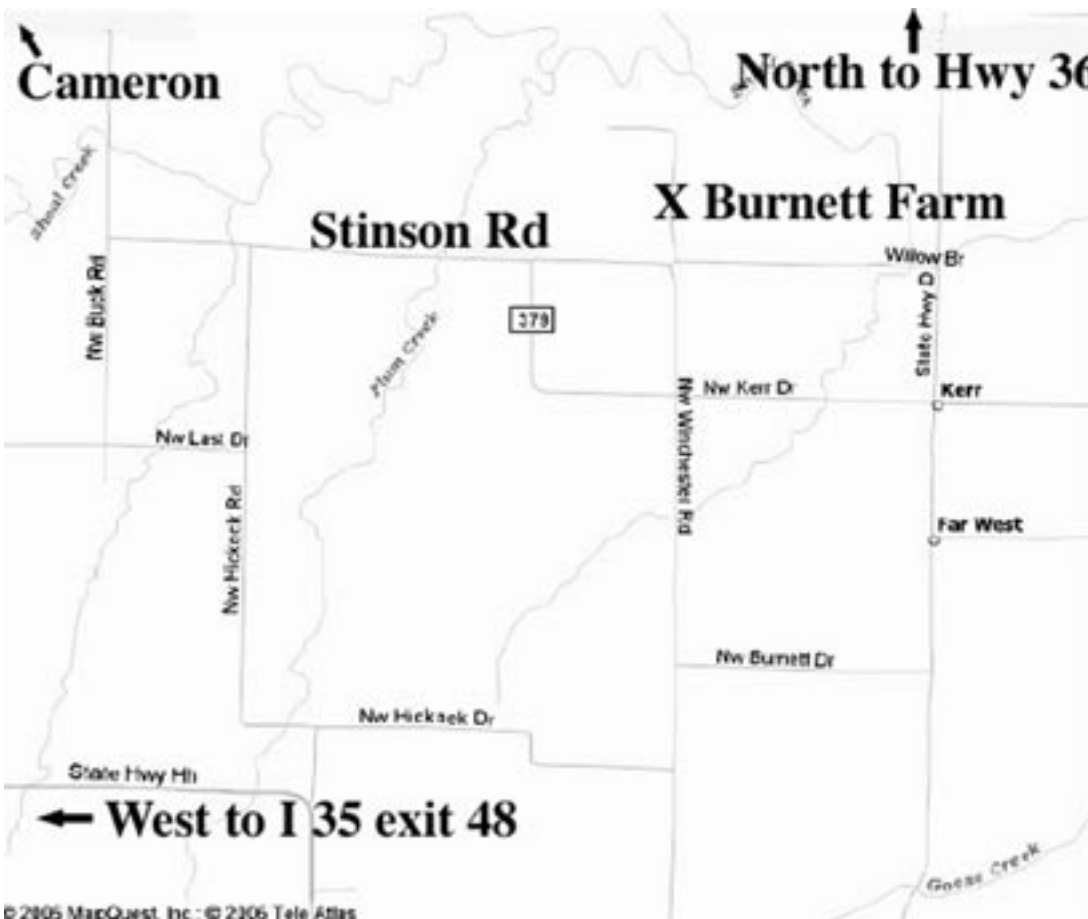 Cameron
North to Hwy 36
Shoal Creek
X Burnett Farm
Stinson Rd
Willow Br
Nw Buck Rd
State Hwy D
379
Plum Creek
Nw Kerr Dr
Kerr
Nw Winchester Rd
Nw Last Dr
Nw Hickock Rd
Far West
Nw Burnett Dr
Nw Hickock Dr
State Hwy Hh
West to I 35 exit 48
Goose Creek
© 2005 MapQuest, Inc.; © 2005 Tele Atlas